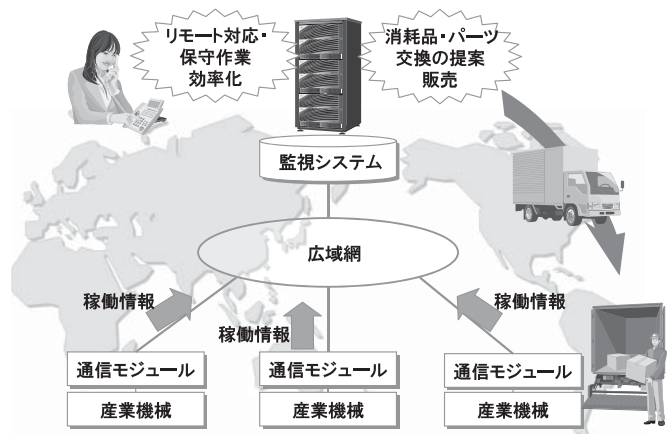 リモート対応・
保守作業
効率化
消耗品・パーツ
交換の提案
販売
監視システム
広域網
稼働情報
稼働情報
稼働情報
通信モジュール
産業機械
通信モジュール
産業機械
通信モジュール
産業機械